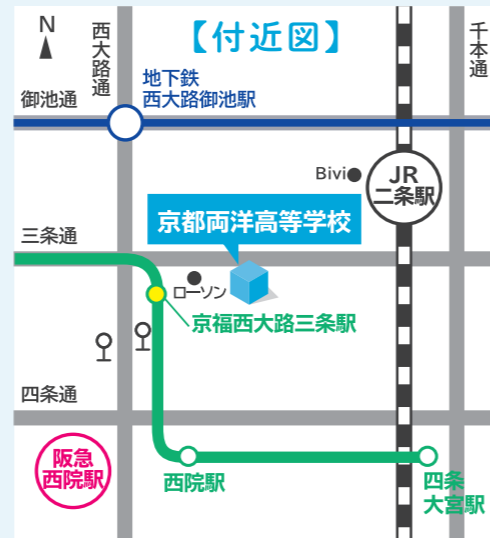 【付近図】
N
西大路通
千本通
地下鉄
西大路御池駅
御池通
Bivi
JR
二条駅
京都両洋高等学校
三条通
ローソン
京福西大路三条駅
四条通
阪急
西院駅
西院駅
四条
大宮駅